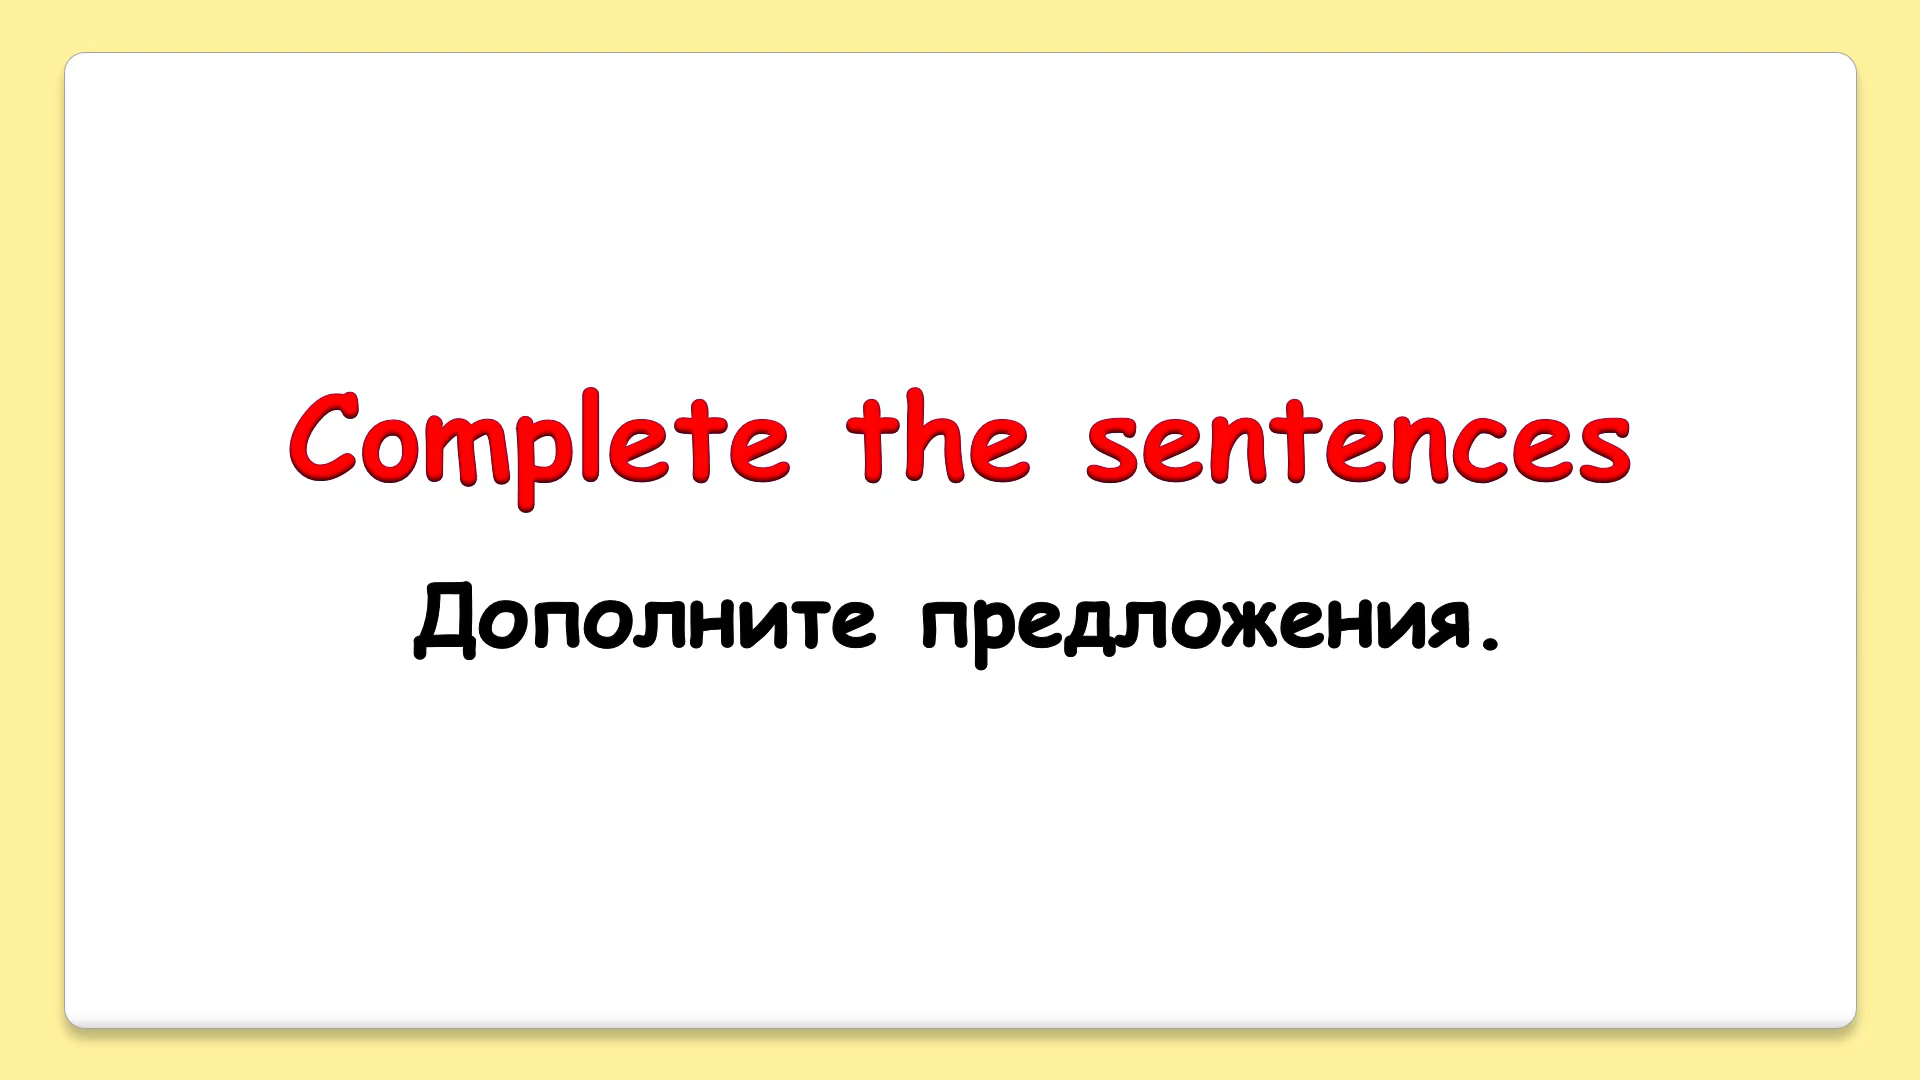 Complete the sentences
Дополните предложения.